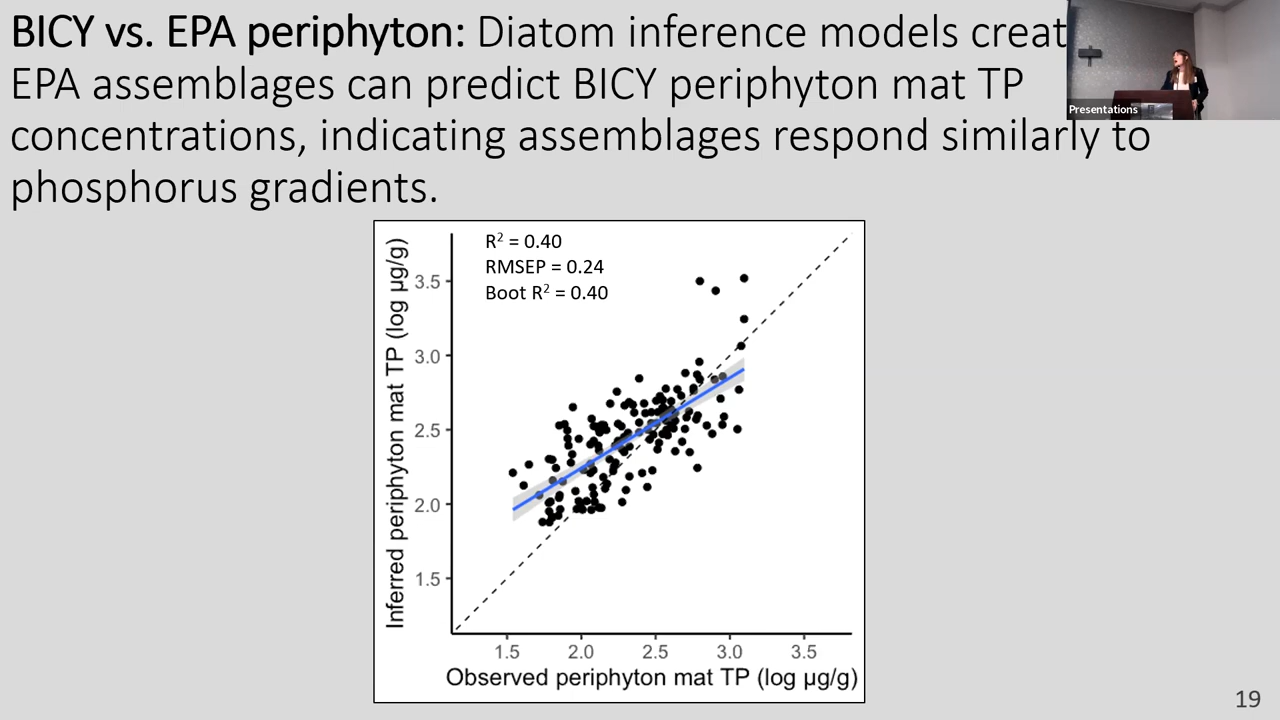 BICY vs. EPA periphyton: Diatom inference models creat
EPA assemblages can predict BICY periphyton mat TP
concentrations, indicating assemblages respond similarly to
phosphorus gradients.
Presentations
R² = 0.40
RMSEP = 0.24
Boot R² = 0.40
Inferred periphyton mat TP (log µg/g)
3.5
3.0
2.5
2.0
1.5
1.5 2.0 2.5 3.0 3.5
Observed periphyton mat TP (log µg/g)
19